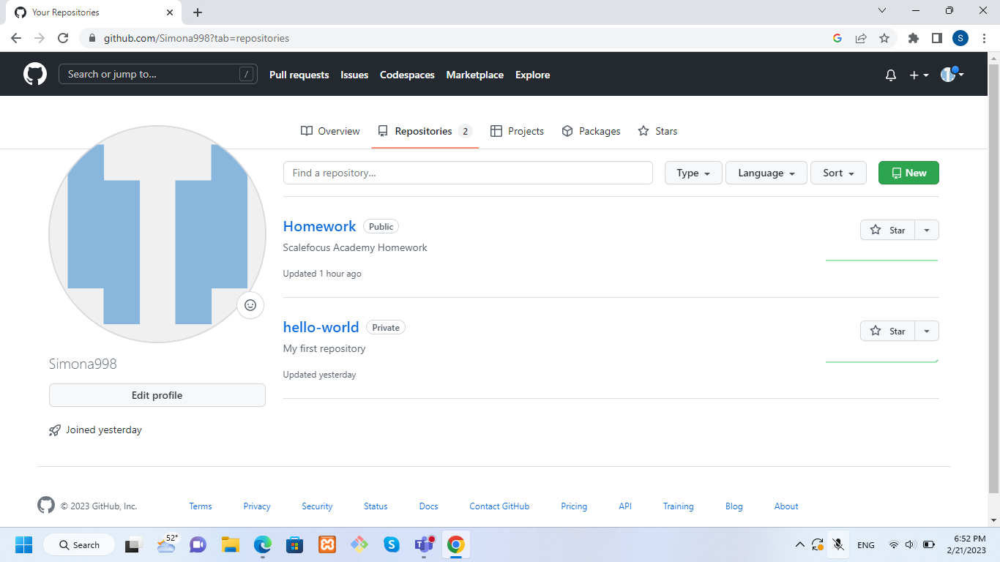 Your Repositories
github.com/Simona998?tab=repositories
S
Search or jump to...
/
Pull requests
Issues
Codespaces
Marketplace
Explore
Overview
Repositories 2
Projects
Packages
Stars
Find a repository...
Type
Language
Sort
New
Homework Public
Star
Scalefocus Academy Homework
Updated 1 hour ago
hello-world Private
Star
My first repository
Updated yesterday
Simona998
Edit profile
Joined yesterday
© 2023 GitHub, Inc.
Terms
Privacy
Security
Status
Docs
Contact GitHub
Pricing
API
Training
Blog
About
Search
52°
ENG
6:52 PM
2/21/2023